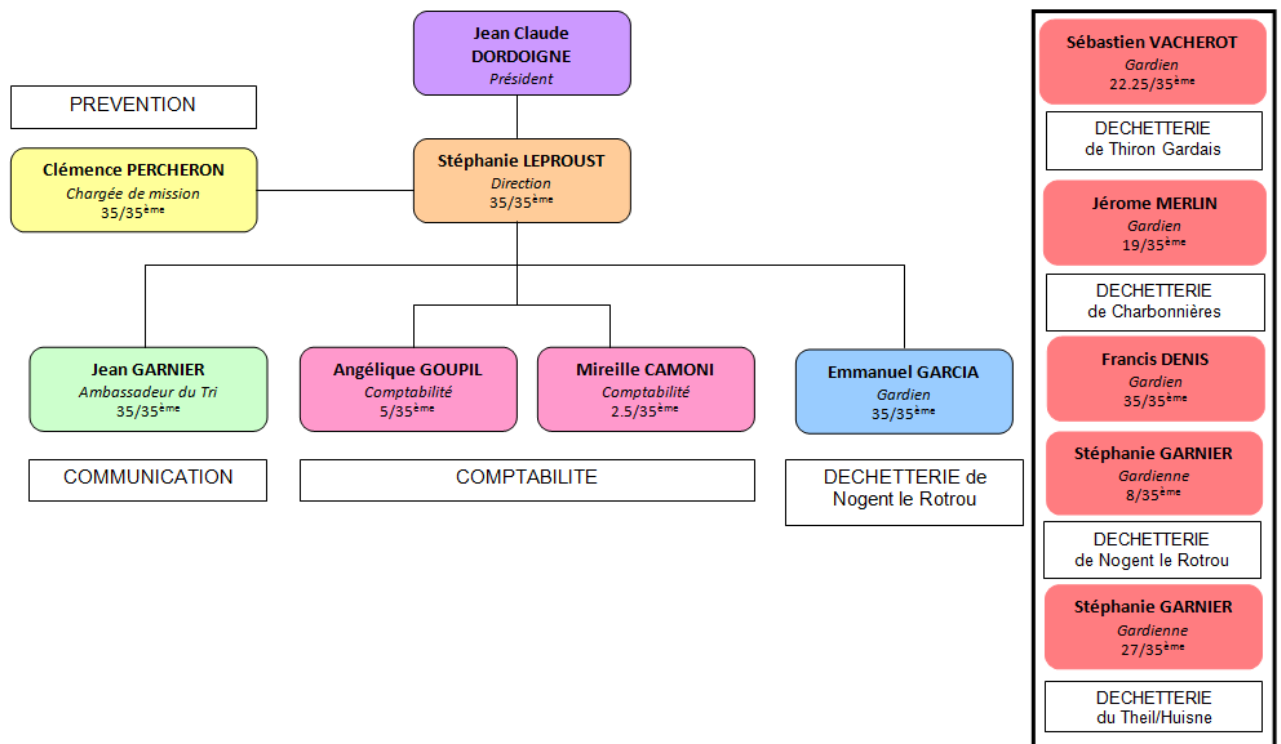 Jean Claude
DORDOIGNE
Président
PREVENTION
Clémence PERCHERON
Chargée de mission
35/35ème
Stéphanie LEPROUST
Direction
35/35ème
Jean GARNIER
Ambassadeur du Tri
35/35ème
COMMUNICATION
Angélique GOUPIL
Comptabilité
5/35ème
Mireille CAMONI
Comptabilité
2.5/35ème
COMPTABILITE
Emmanuel GARCIA
Gardien
35/35ème
DECHETTERIE de
Nogent le Rotrou
Sébastien VACHEROT
Gardien
22.25/35ème
DECHETTERIE
de Thiron Gardais
Jérome MERLIN
Gardien
19/35ème
DECHETTERIE
de Charbonnières
Francis DENIS
Gardien
35/35ème
Stéphanie GARNIER
Gardienne
8/35ème
DECHETTERIE
de Nogent le Rotrou
Stéphanie GARNIER
Gardienne
27/35ème
DECHETTERIE
du Theil/Huisne